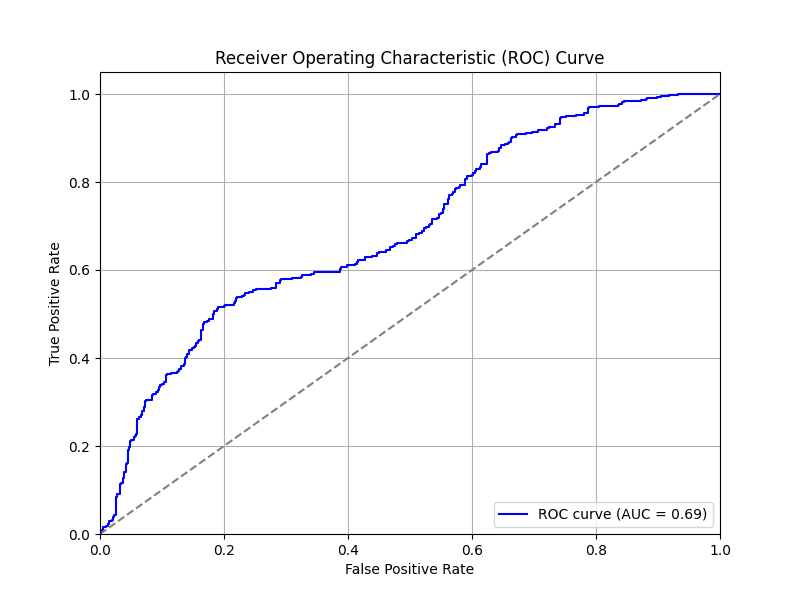 Receiver Operating Characteristic (ROC) Curve
True Positive Rate
1.0
0.8
0.6
0.4
0.2
0.0
ROC curve (AUC = 0.69)
0.0 0.2 0.4 0.6 0.8 1.0
False Positive Rate